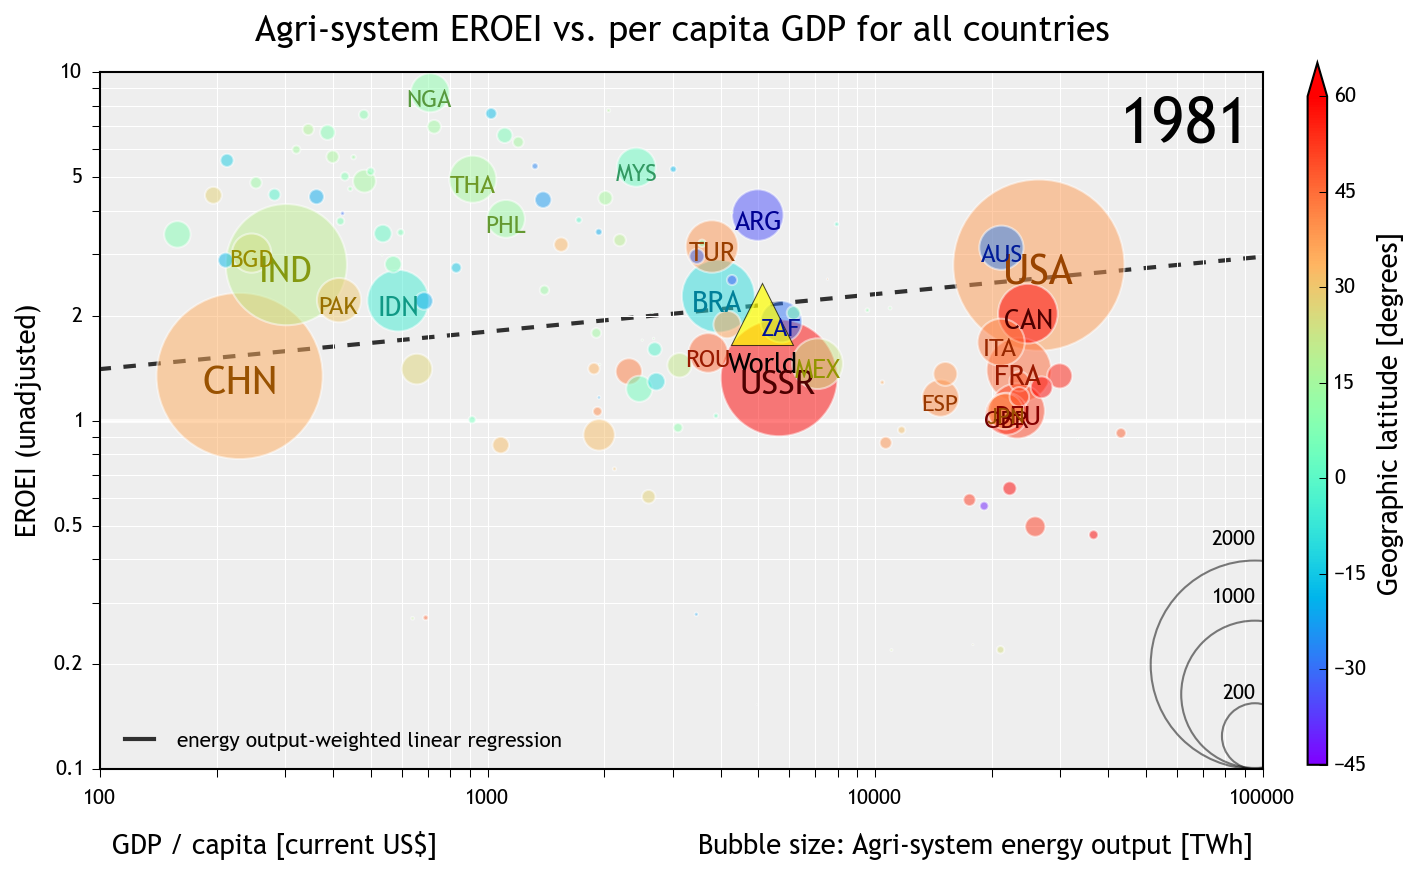 Agri-system EROEI vs. per capita GDP for all countries
1981
10
5
2
1
0.5
0.2
0.1
EROEI (unadjusted)
NGA
THA
MYS
PHL
ARG
TUR
BGD
IND
AUS
USA
PAK
IDN
BRA
ZAF
CAN
CHN
ROU
World
USSR
MEX
ITA
FRA
ESP
GBR
DEU
2000
1000
200
energy output-weighted linear regression
100
1000
10000
100000
GDP / capita [current US$]
Bubble size: Agri-system energy output [TWh]
60
45
30
15
0
−15
−30
−45
Geographic latitude [degrees]